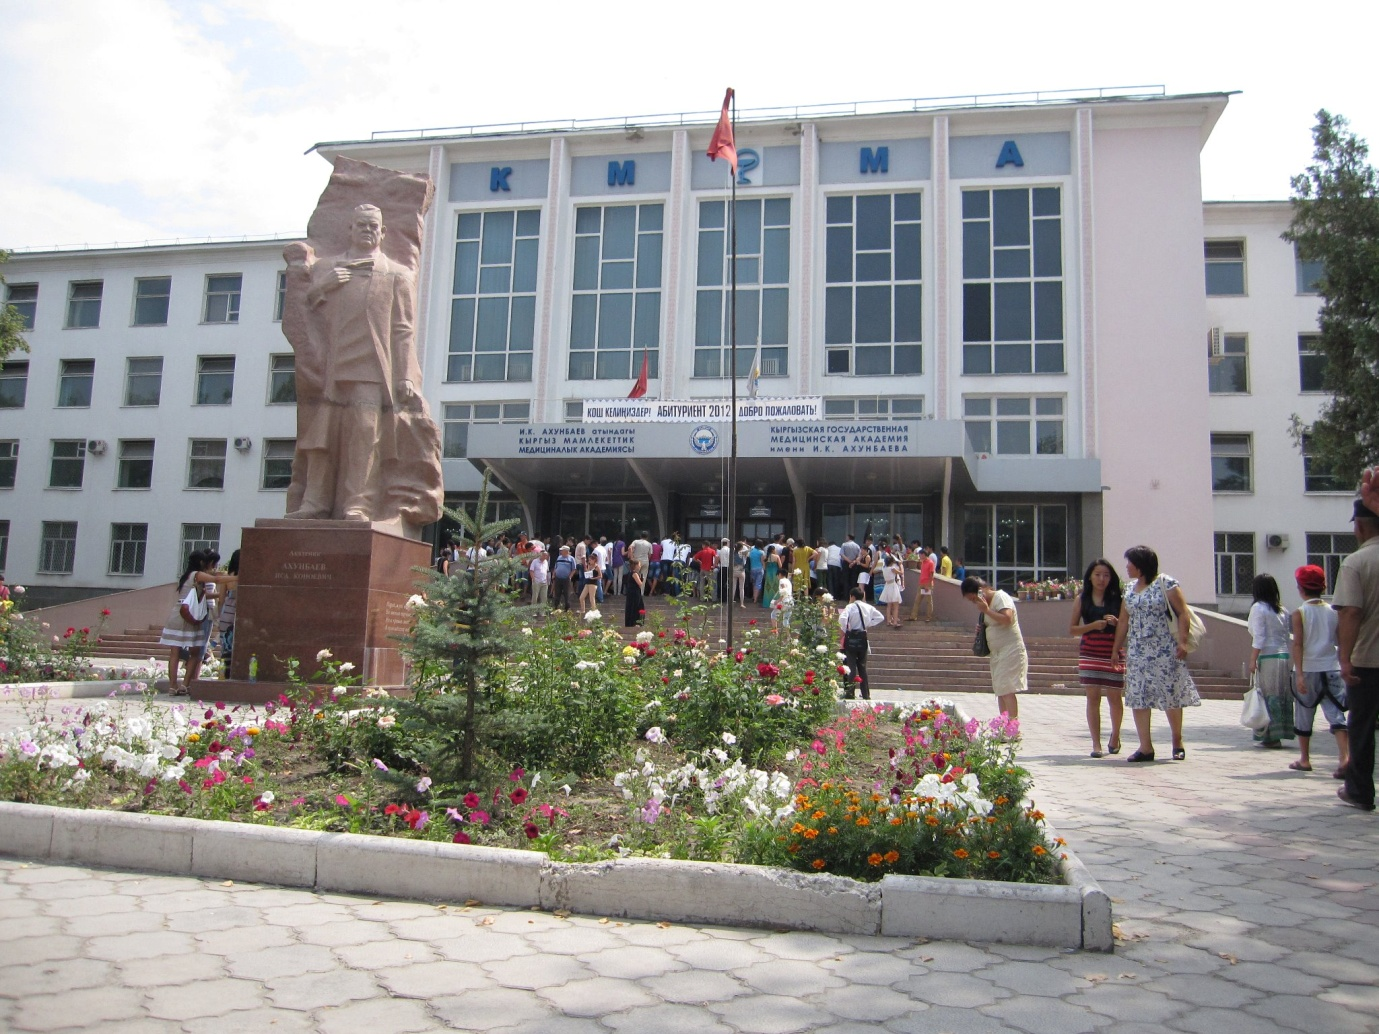 КММА
КОШ КЕЛИҢИЗДЕР! АБИТУРИЕНТ 2012 ДОБРО ПОЖАЛОВАТЬ!
И.К. АХУНБАЕВ атындагы
КЫРГЫЗ МАМЛЕКЕТТИК
МЕДИЦИНАЛЫК АКАДЕМИЯСЫ
КЫРГЫЗСКАЯ ГОСУДАРСТВЕННАЯ
МЕДИЦИНСКАЯ АКАДЕМИЯ
имени И.К. АХУНБАЕВА
АХУНБАЕВ